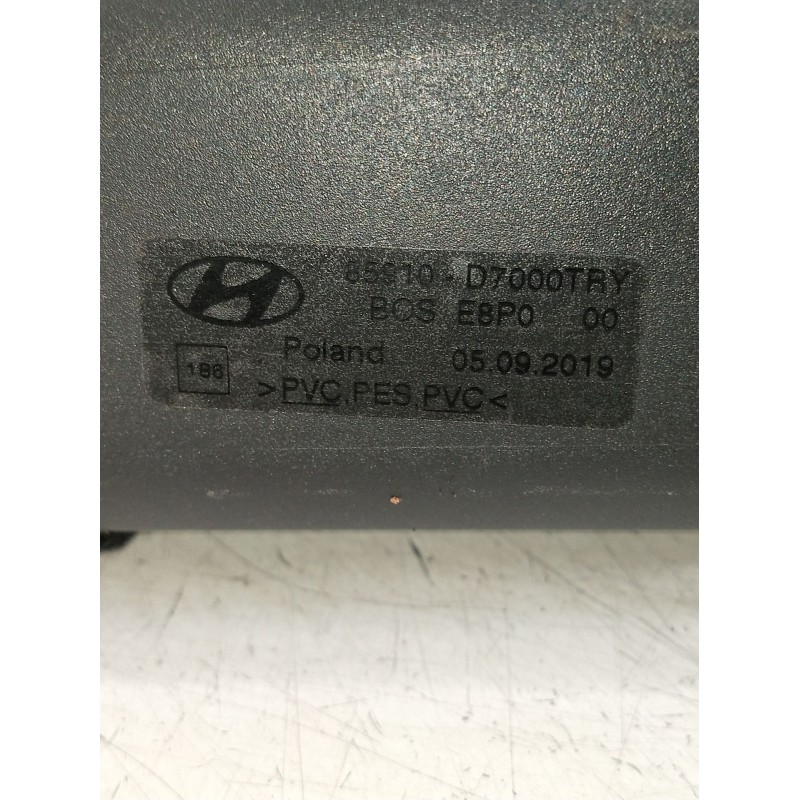 85910-D7000TRY
BCS E8P0 00
Poland 05.09.2019
186
>PVC,PES,PVC<